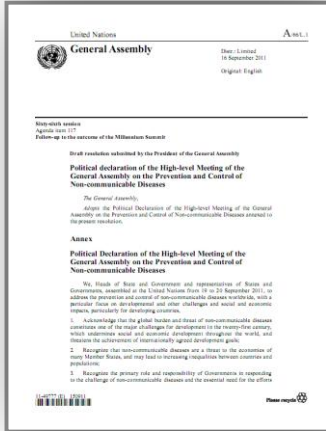 United Nations A/66/L.1
General Assembly Distr.: Limited
16 September 2011
Original: English
Sixty-sixth session
Agenda item 117
Follow-up to the outcome of the Millennium Summit
Draft resolution submitted by the President of the General Assembly
Political declaration of the High-level Meeting of the
General Assembly on the Prevention and Control of
Non-communicable Diseases
The General Assembly,
Adopts the Political Declaration of the High-level Meeting of the General
Assembly on the Prevention and Control of Non-communicable Diseases annexed to
the present resolution.
Annex
Political Declaration of the High-level Meeting of the
General Assembly on the Prevention and Control of
Non-communicable Diseases
We, Heads of State and Government and representatives of States and
Governments, assembled at the United Nations from 19 to 20 September 2011, to
address the prevention and control of non-communicable diseases worldwide, with a
particular focus on developmental and other challenges and social and economic
impacts, particularly for developing countries,
1. Acknowledge that the global burden and threat of non-communicable diseases
constitutes one of the major challenges for development in the twenty-first century,
which undermines social and economic development throughout the world, and
threatens the achievement of internationally agreed development goals;
2. Recognize that non-communicable diseases are a threat to the economies of
many Member States, and may lead to increasing inequalities between countries and
populations;
3. Recognize the primary role and responsibility of Governments in responding
to the challenge of non-communicable diseases and the essential need for the efforts
11-49777 (E) 150911
Please recycle